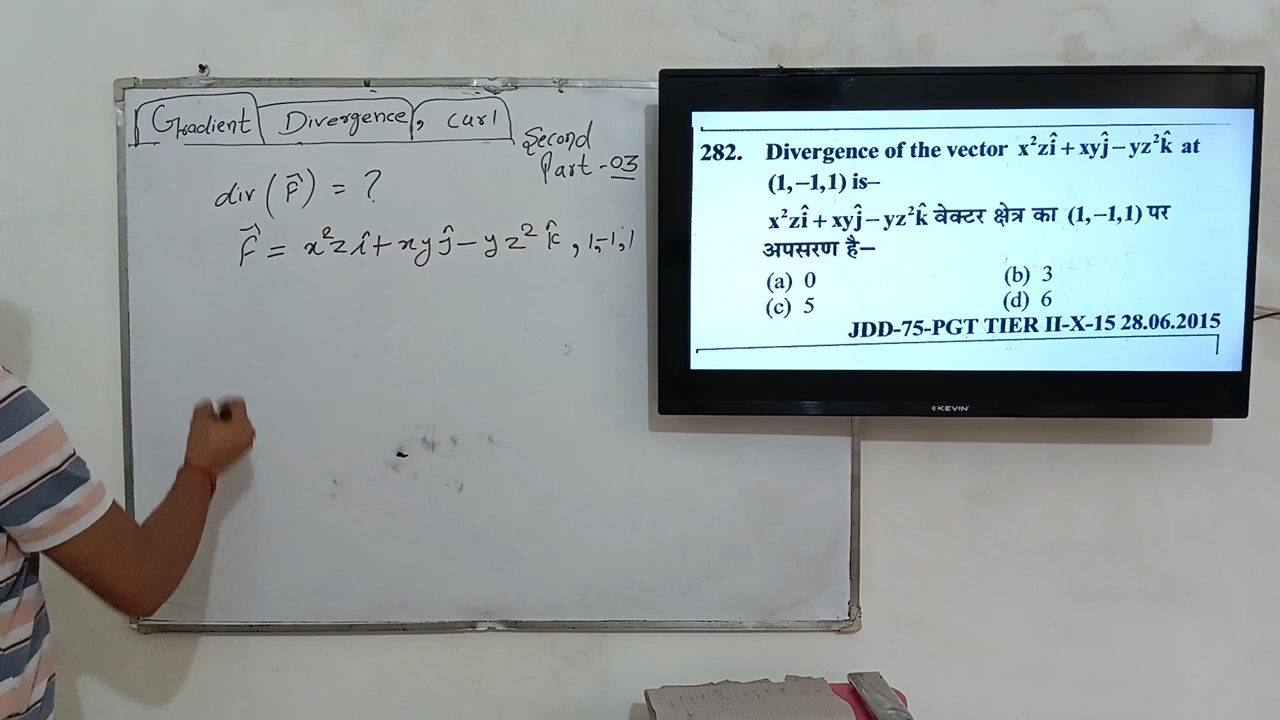 Gradient Divergence, curl
Second
Part - 03
div (F⃗) = ?
F⃗ = x²zî + xyĵ - yz² k̂, 1,-1,1
282. Divergence of the vector x²zî + xyĵ – yz²k̂ at
(1,–1,1) is–
x²zî + xyĵ – yz²k̂ वेक्टर क्षेत्र का (1,–1,1) पर
अपसरण है–
(a) 0 (b) 3
(c) 5 (d) 6
JDD-75-PGT TIER II-X-15 28.06.2015
KEVIN